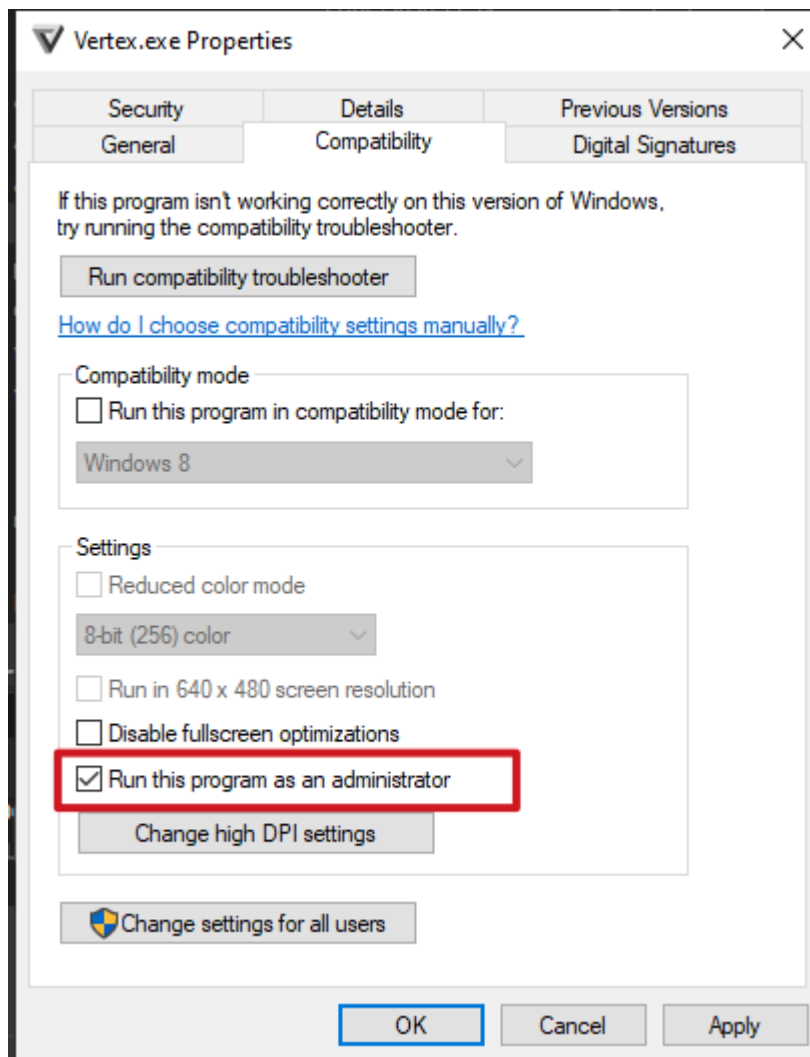 Vertex.exe Properties
Security Details Previous Versions
General Compatibility Digital Signatures
If this program isn't working correctly on this version of Windows,
try running the compatibility troubleshooter.
Run compatibility troubleshooter
How do I choose compatibility settings manually?
Compatibility mode
Run this program in compatibility mode for:
Windows 8
Settings
Reduced color mode
8-bit (256) color
Run in 640 x 480 screen resolution
Disable fullscreen optimizations
Run this program as an administrator
Change high DPI settings
Change settings for all users
OK Cancel Apply